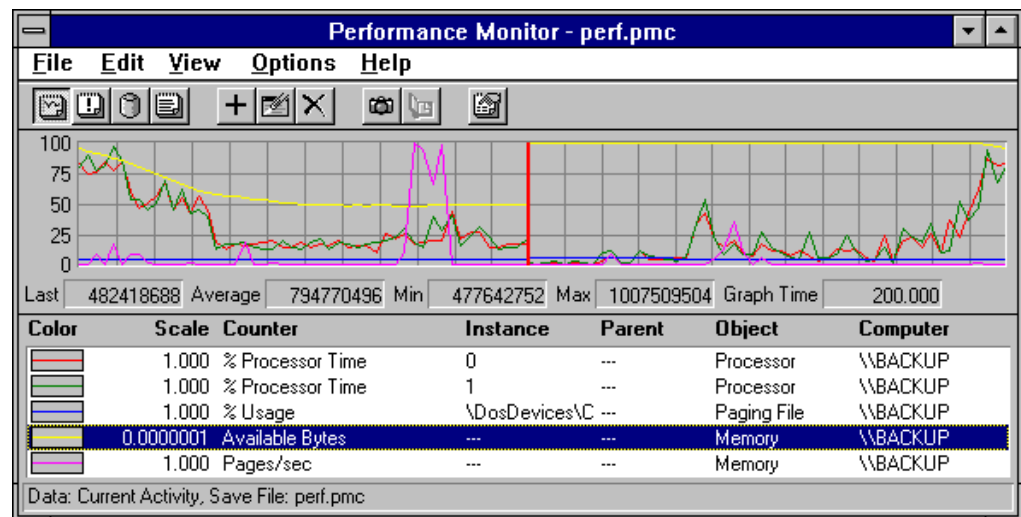 Performance Monitor - perf.pmc
File Edit View Options Help
100
75
50
25
0
Last 482418688 Average 794770496 Min 477642752 Max 1007509504 Graph Time 200.000
Color Scale Counter Instance Parent Object Computer
1.000 % Processor Time 0 --- Processor \\BACKUP
1.000 % Processor Time 1 --- Processor \\BACKUP
1.000 % Usage \DosDevices\C --- Paging File \\BACKUP
0.0000001 Available Bytes --- --- Memory \\BACKUP
1.000 Pages/sec --- --- Memory \\BACKUP
Data: Current Activity, Save File: perf.pmc